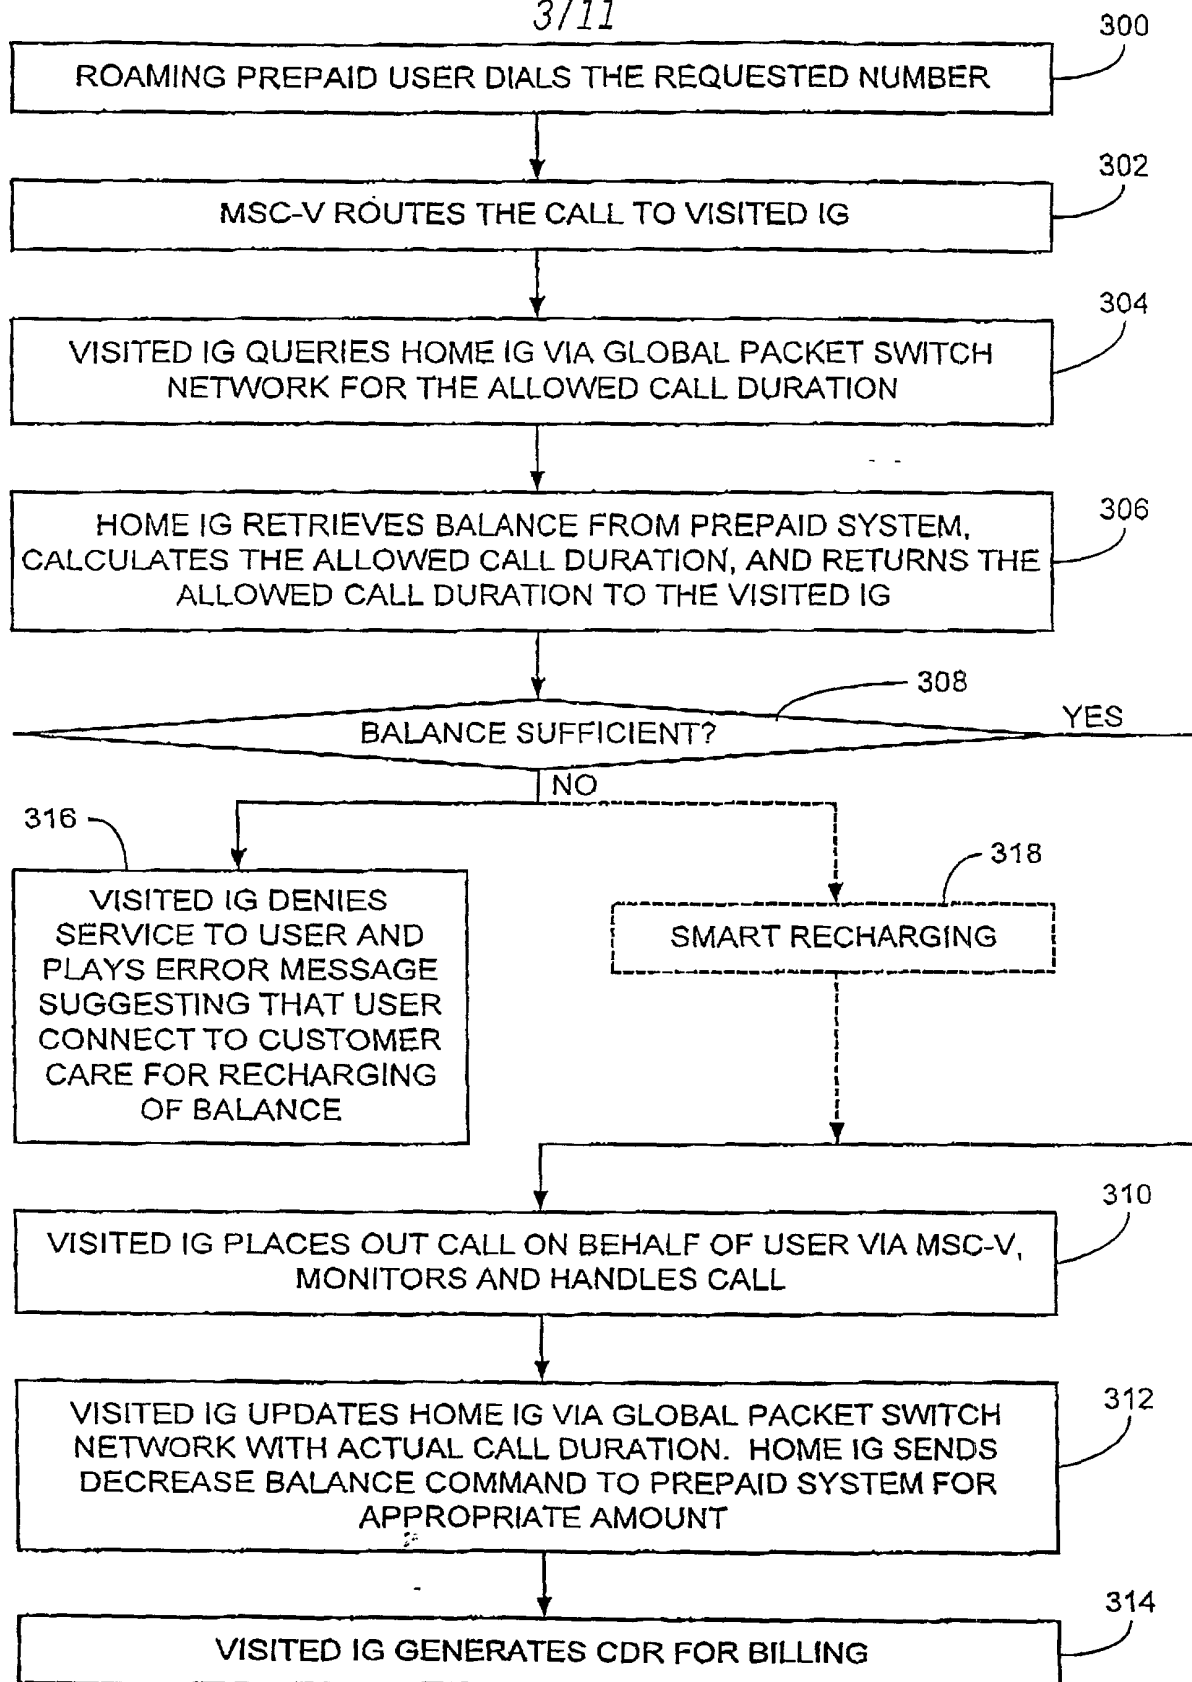 3/11
300
ROAMING PREPAID USER DIALS THE REQUESTED NUMBER
302
MSC-V ROUTES THE CALL TO VISITED IG
304
VISITED IG QUERIES HOME IG VIA GLOBAL PACKET SWITCH
NETWORK FOR THE ALLOWED CALL DURATION
306
HOME IG RETRIEVES BALANCE FROM PREPAID SYSTEM,
CALCULATES THE ALLOWED CALL DURATION, AND RETURNS THE
ALLOWED CALL DURATION TO THE VISITED IG
308
BALANCE SUFFICIENT?
YES
NO
316
VISITED IG DENIES
SERVICE TO USER AND
PLAYS ERROR MESSAGE
SUGGESTING THAT USER
CONNECT TO CUSTOMER
CARE FOR RECHARGING
OF BALANCE
318
SMART RECHARGING
310
VISITED IG PLACES OUT CALL ON BEHALF OF USER VIA MSC-V,
MONITORS AND HANDLES CALL
312
VISITED IG UPDATES HOME IG VIA GLOBAL PACKET SWITCH
NETWORK WITH ACTUAL CALL DURATION. HOME IG SENDS
DECREASE BALANCE COMMAND TO PREPAID SYSTEM FOR
APPROPRIATE AMOUNT
314
VISITED IG GENERATES CDR FOR BILLING